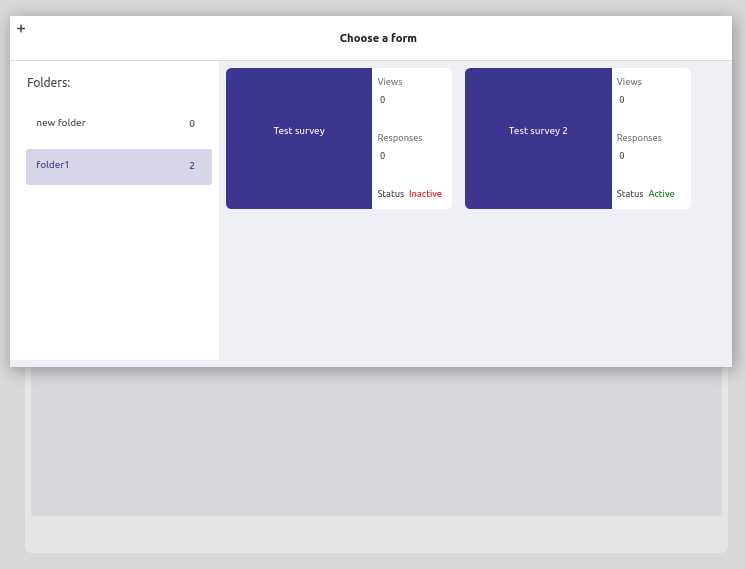 +
Choose a form
Folders:
new folder 0
folder1 2
Test survey
Views
0
Responses
0
Status Inactive
Test survey 2
Views
0
Responses
0
Status Active